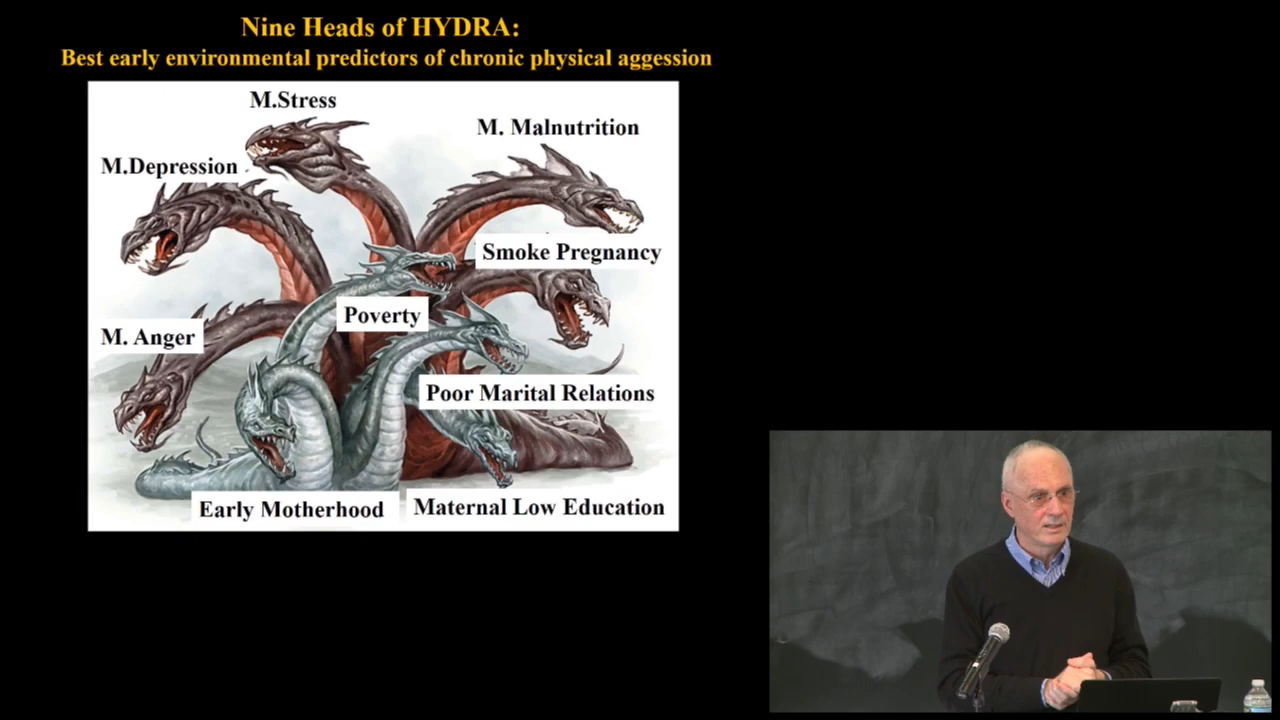 Nine Heads of HYDRA:
Best early environmental predictors of chronic physical aggession
M.Stress
M. Malnutrition
M.Depression
Smoke Pregnancy
Poverty
M. Anger
Poor Marital Relations
Early Motherhood
Maternal Low Education